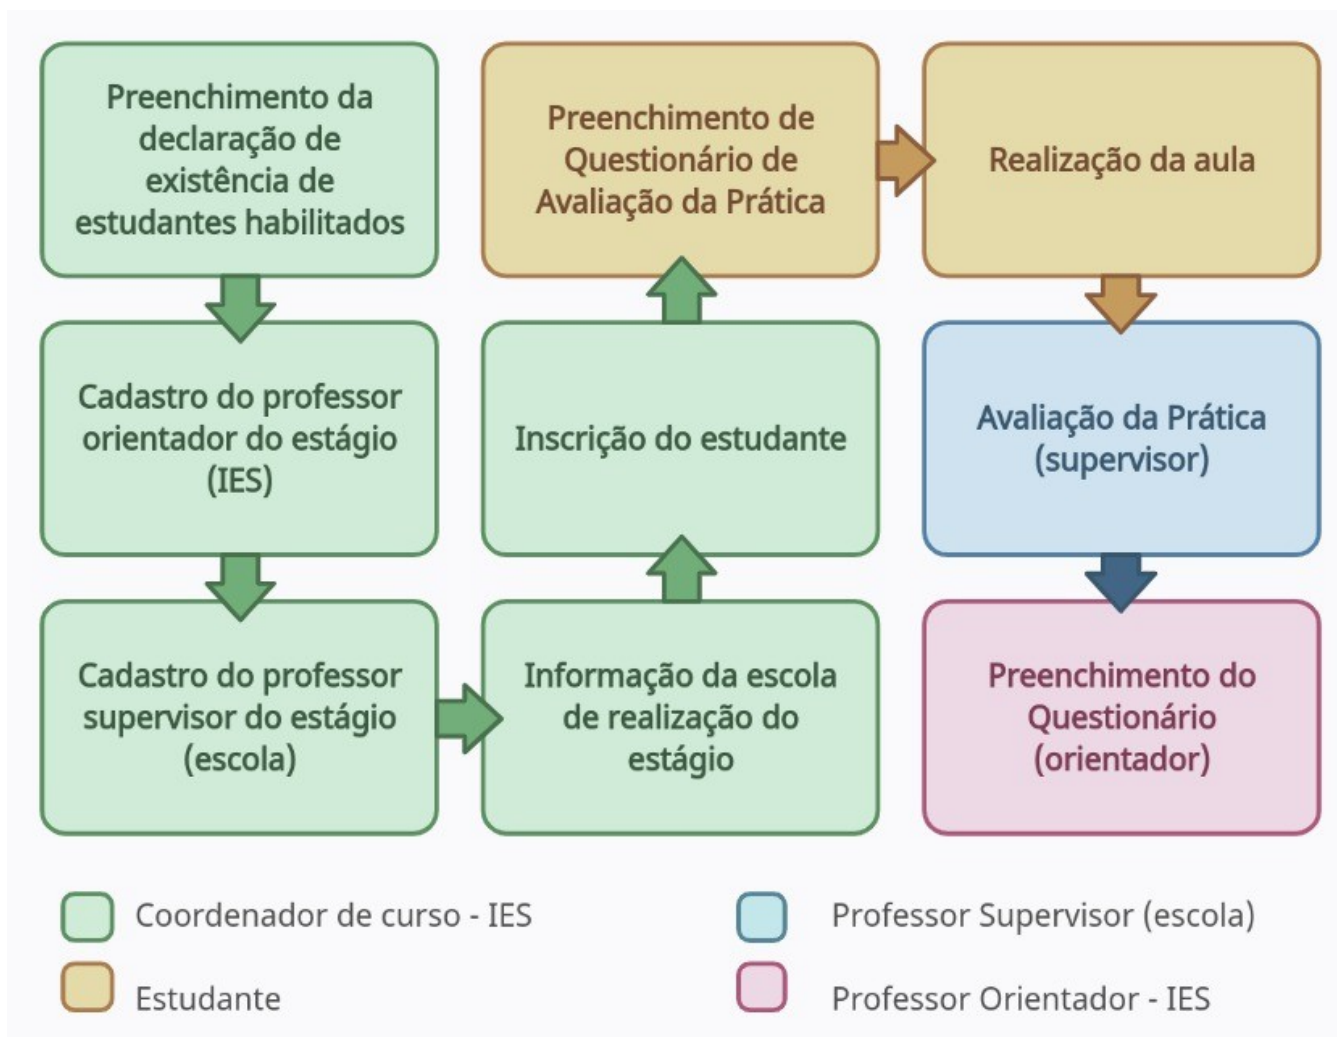 Preenchimento da
declaração de
existência de
estudantes habilitados
Cadastro do professor
orientador do estágio
(IES)
Cadastro do professor
supervisor do estágio
(escola)
Informação da escola
de realização do
estágio
Inscrição do estudante
Preenchimento de
Questionário de
Avaliação da Prática
Realização da aula
Avaliação da Prática
(supervisor)
Preenchimento do
Questionário
(orientador)
Coordenador de curso - IES
Estudante
Professor Supervisor (escola)
Professor Orientador - IES